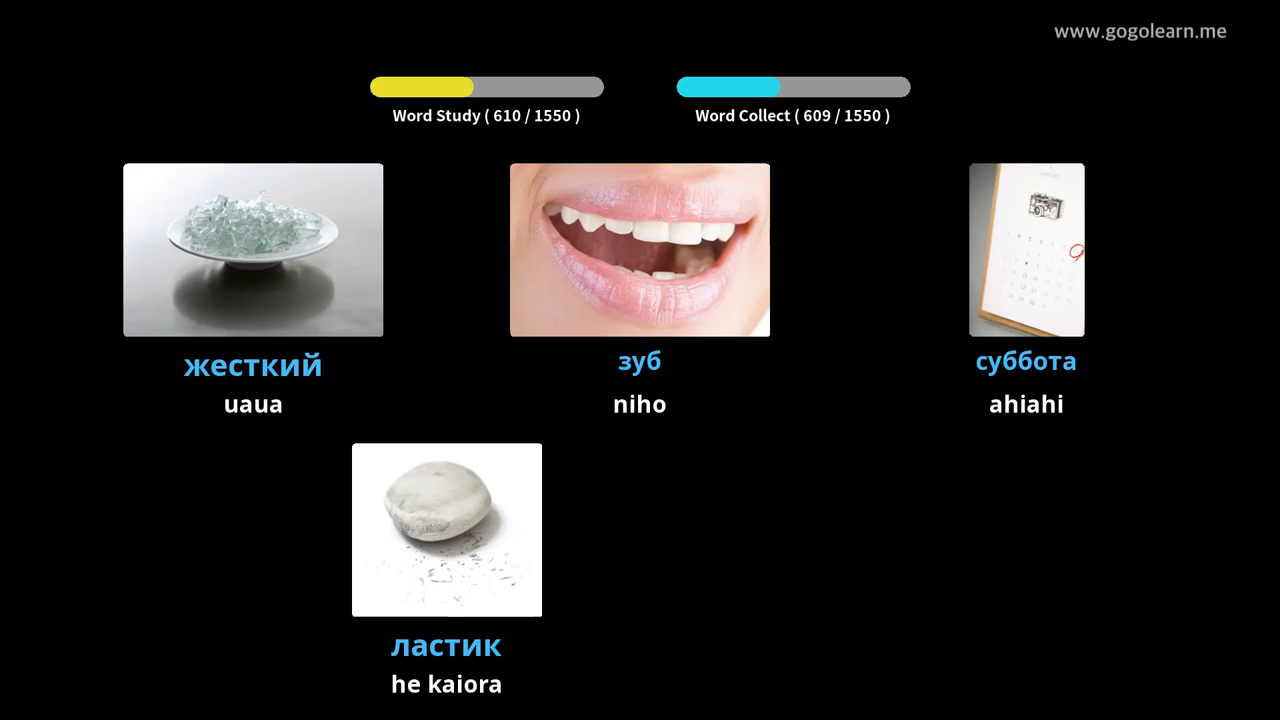 www.gogolearn.me
Word Study ( 610 / 1550 )
Word Collect ( 609 / 1550 )
жесткий
uaua
зуб
niho
суббота
ahiahi
ластик
he kaiora